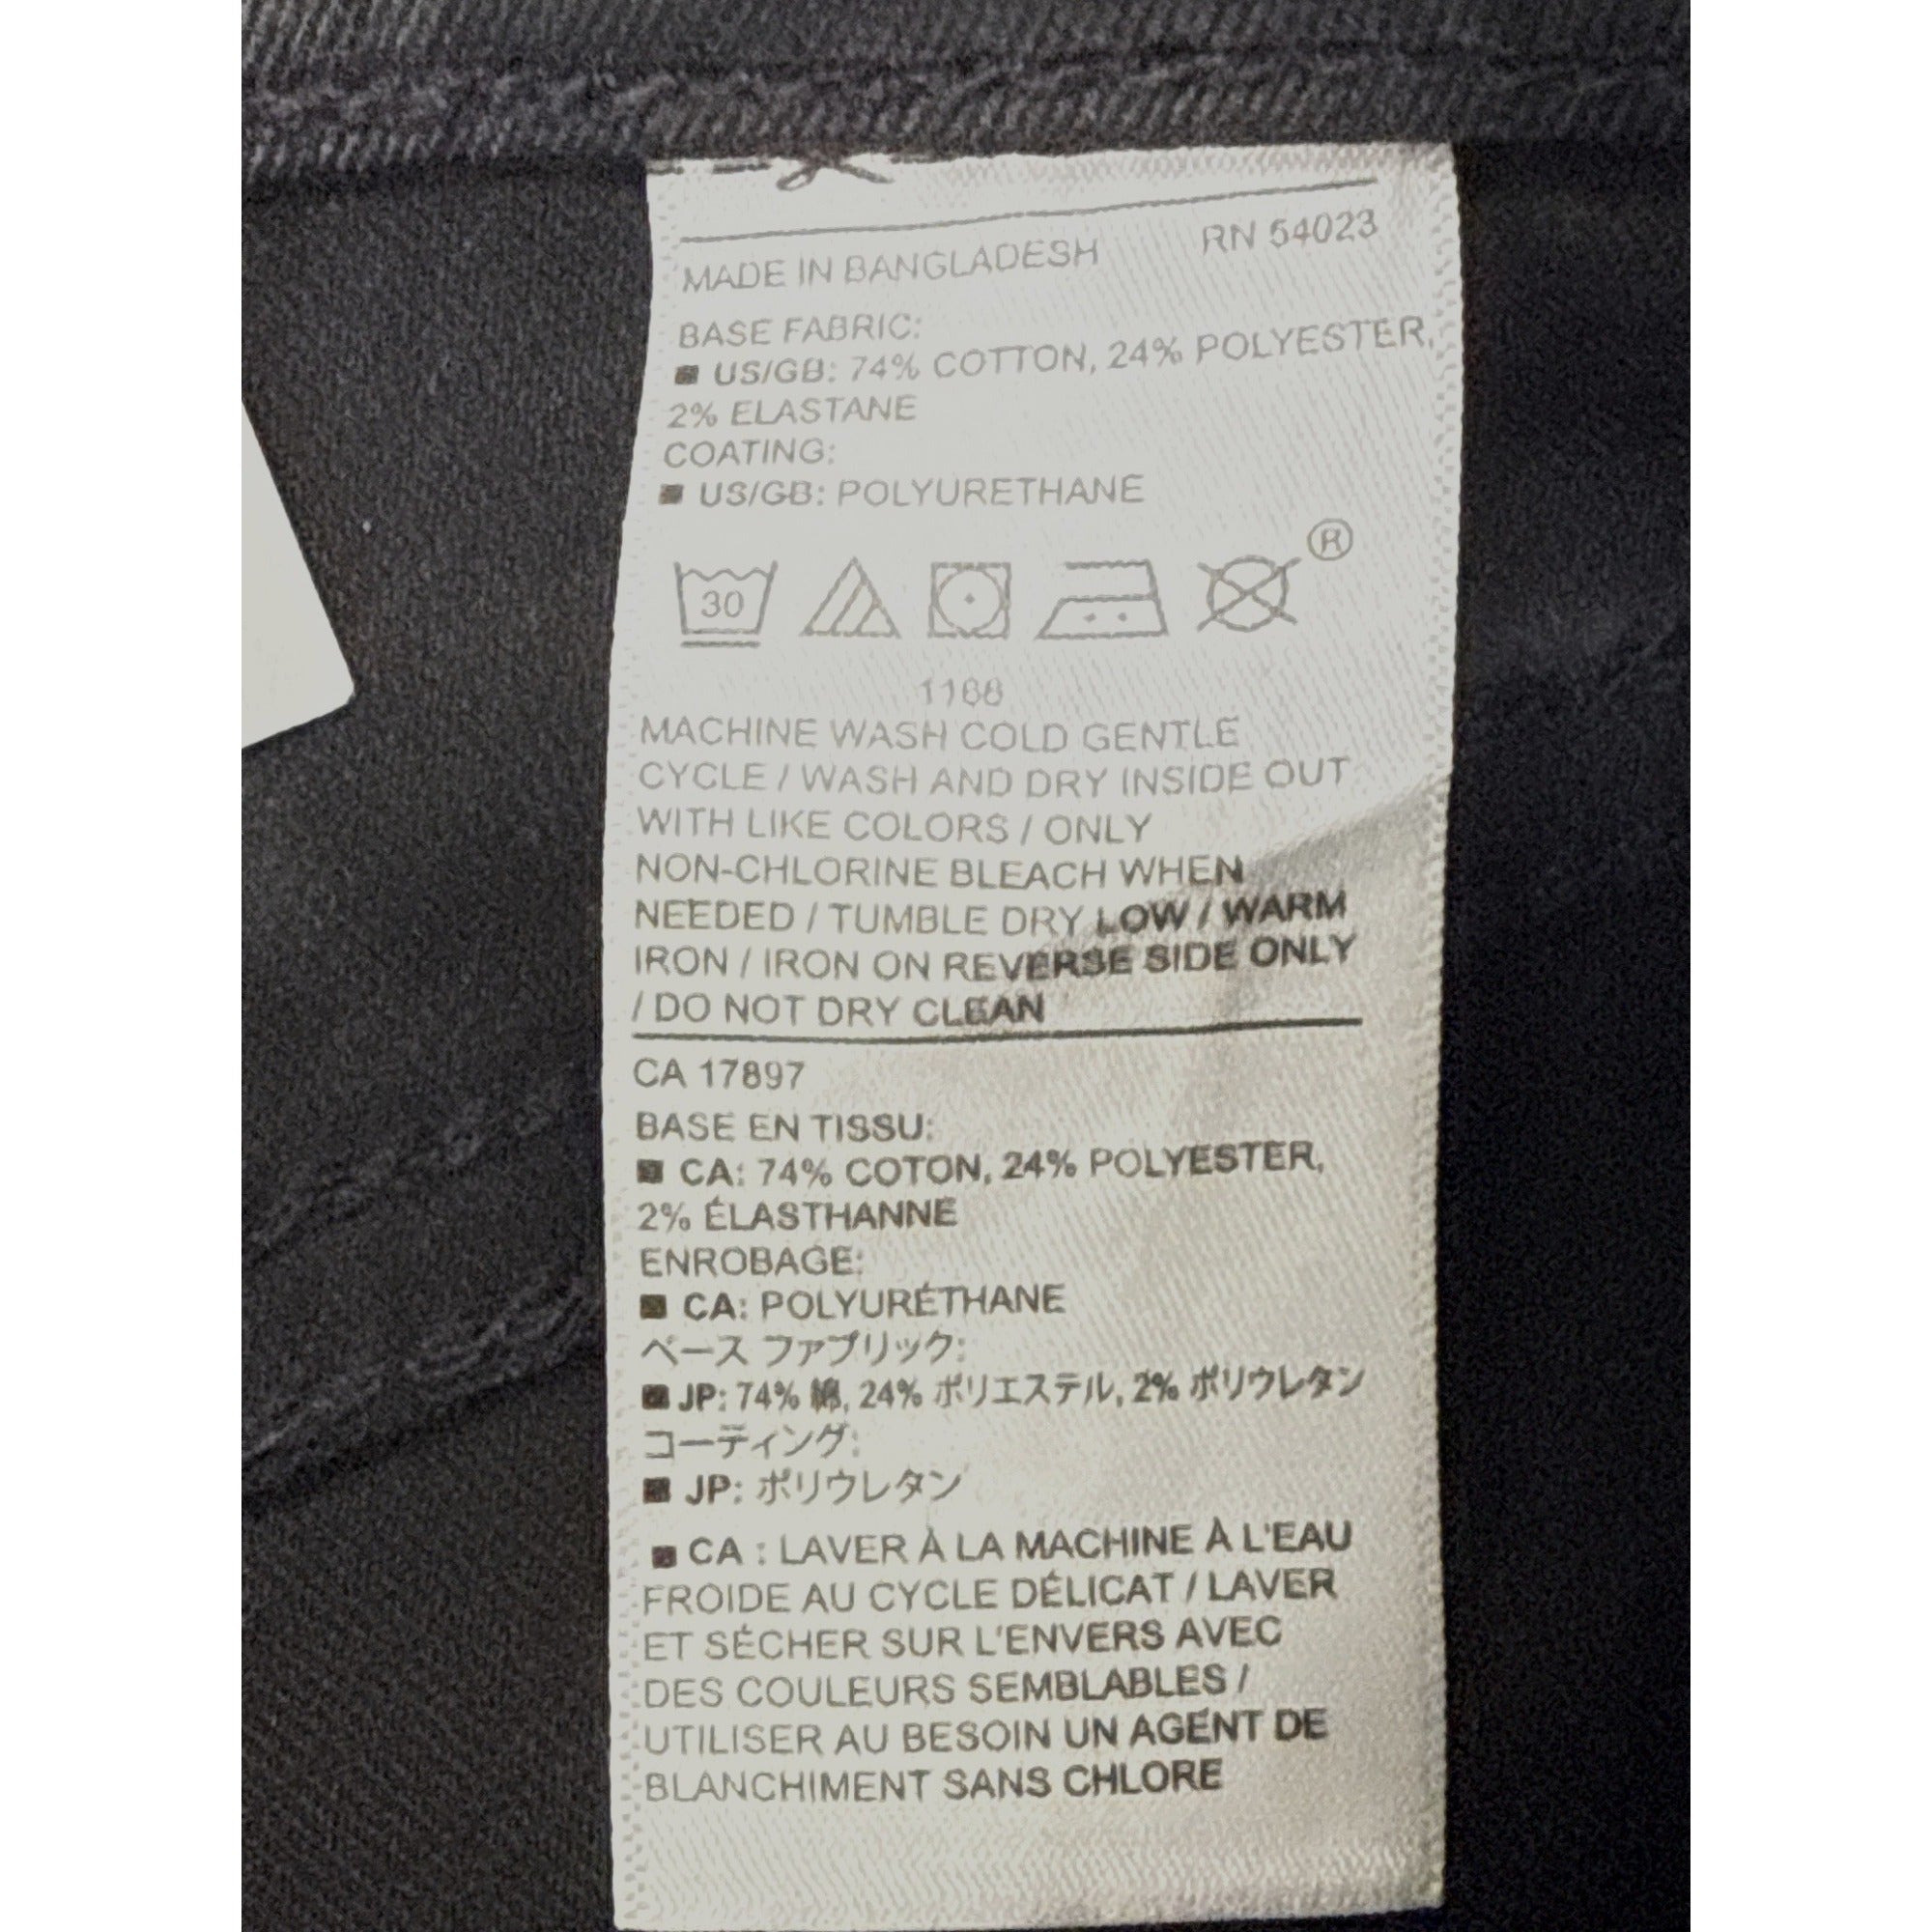 MADE IN BANGLADESH RN 54023
BASE FABRIC:
■ US/GB: 74% COTTON, 24% POLYESTER,
2% ELASTANE
COATING:
■ US/GB: POLYURETHANE
30
®
1168
MACHINE WASH COLD GENTLE
CYCLE / WASH AND DRY INSIDE OUT
WITH LIKE COLORS / ONLY
NON-CHLORINE BLEACH WHEN
NEEDED / TUMBLE DRY LOW / WARM
IRON / IRON ON REVERSE SIDE ONLY
/ DO NOT DRY CLEAN
CA 17897
BASE EN TISSU:
■ CA: 74% COTON, 24% POLYESTER,
2% ÉLASTHANNE
ENROBAGE:
■ CA: POLYURÉTHANE
ベース ファブリック:
■ JP: 74% 綿, 24% ポリエステル, 2% ポリウレタン
コーティング:
■ JP: ポリウレタン
■ CA : LAVER À LA MACHINE À L'EAU
FROIDE AU CYCLE DÉLICAT / LAVER
ET SÉCHER SUR L'ENVERS AVEC
DES COULEURS SEMBLABLES /
UTILISER AU BESOIN UN AGENT DE
BLANCHIMENT SANS CHLORE